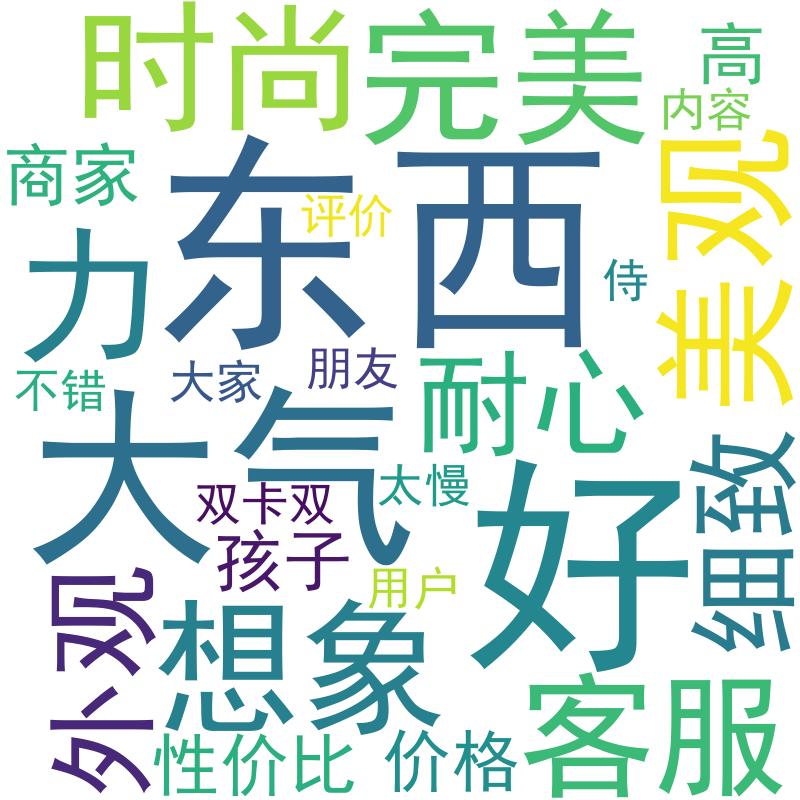 时尚
完美
高
内容
商家
东西
评价
美观
力
侍
不错
大家
朋友
耐心
大气
太慢
好
细致
双卡双
孩子
用户
外观
想象
客服
性价比
价格